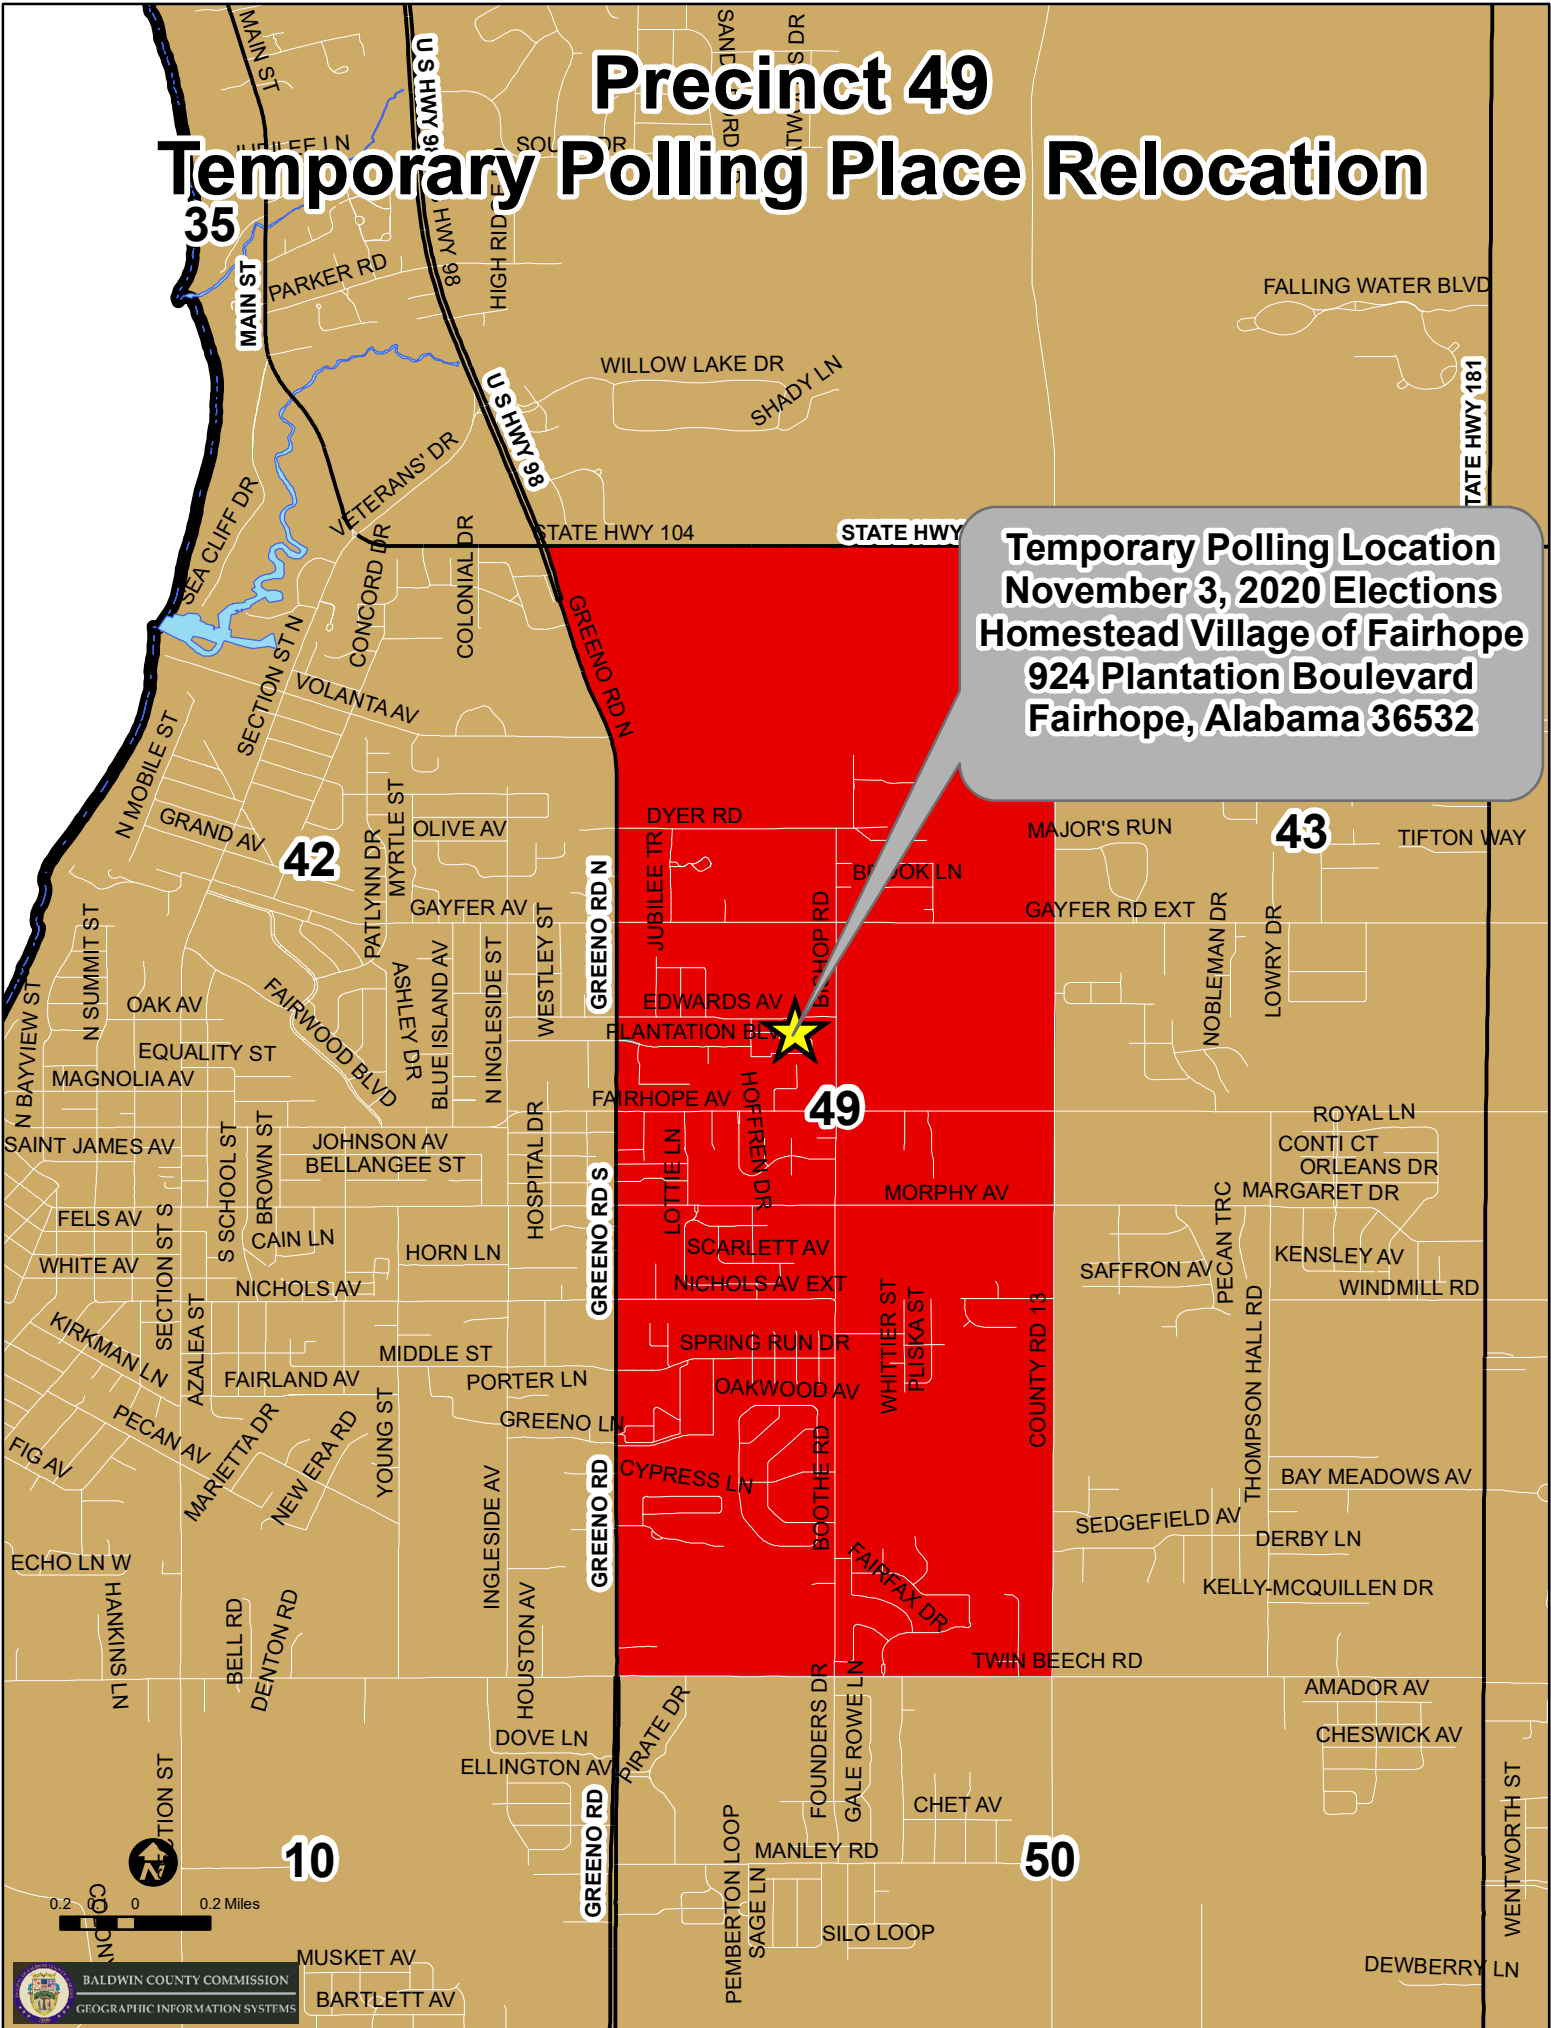 Precinct 49
Temporary Polling Place Relocation
MAIN ST
U S HWY 98
JUBILEE LN
35
MAIN ST
PARKER RD
HWY 98
FALLING WATER BLVD
WILLOW LAKE DR
SHADY LN
U S HWY 98
VETERANS' DR
SEA CLIFF DR
STATE HWY 104
STATE HWY
Temporary Polling Location
November 3, 2020 Elections
Homestead Village of Fairhope
924 Plantation Boulevard
Fairhope, Alabama 36532
CONCORD DR
COLONIAL DR
GREENO RD N
SECTION ST N
VOLANTA AV
N MOBILE ST
GRAND AV
42
PATLYNN DR
MYRTLE ST
OLIVE AV
DYER RD
JUBILEE TR
MAJOR'S RUN
43
TIFTON WAY
GREENO RD N
GAYFER AV
GAYFER RD EXT
NOBLEMAN DR
LOWRY DR
N SUMMIT ST
N BAYVIEW ST
OAK AV
FAIRWOOD BLVD
ASHLEY DR
BLUE ISLAND AV
N INGLESIDE ST
WESTLEY ST
EDWARDS AV
EQUALITY ST
MAGNOLIA AV
FAIRHOPE AV
HOFFREN DR
49
ROYAL LN
CONTI CT
ORLEANS DR
MARGARET DR
SAINT JAMES AV
S SCHOOL ST
BROWN ST
JOHNSON AV
BELLANGEE ST
HOSPITAL DR
GREENO RD S
LOTTIE LN
MORPHY AV
PECAN TRC
FELS AV
WHITE AV
SECTION ST S
CAIN LN
HORN LN
NICHOLS AV
SCARLETT AV
NICHOLS AV EXT
SAFFRON AV
KENSLEY AV
WINDMILL RD
KIRKMAN LN
AZALEA ST
MIDDLE ST
FAIRLAND AV
PORTER LN
SPRING RUN DR
OAKWOOD AV
WHITTIER ST
PLISKA ST
COUNTY RD 13
THOMPSON HALL RD
PECAN AV
FIG AV
MARIETTA DR
NEW ERA RD
YOUNG ST
GREENO LN
CYPRESS LN
GREENO RD
BOOTHE RD
BAY MEADOWS AV
SEDGEFIELD AV
DERBY LN
KELLY-MCQUILLEN DR
ECHO LN W
HANKINS LN
BELL RD
DENTON RD
INGLESIDE AV
HOUSTON AV
FAIRFAX DR
TWIN BEECH RD
AMADOR AV
CHESWICK AV
DOVE LN
ELLINGTON AV
PIRATE DR
FOUNDERS DR
GALE ROWE LN
CHET AV
WENTWORTH ST
10
50
GREENO RD
PEMBERTON LOOP
SAGE LN
MANLEY RD
SILO LOOP
DEWBERRY LN
N
0.2 0.1 0 0.2 Miles
MUSKET AV
BARTLETT AV
BALDWIN COUNTY COMMISSION
GEOGRAPHIC INFORMATION SYSTEMS